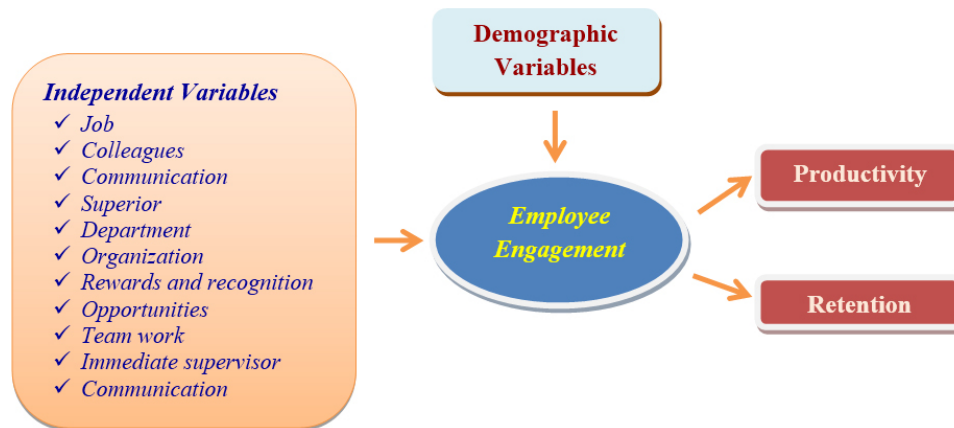 Demographic
Variables
Independent Variables
✓ Job
✓ Colleagues
✓ Communication
✓ Superior
✓ Department
✓ Organization
✓ Rewards and recognition
✓ Opportunities
✓ Team work
✓ Immediate supervisor
✓ Communication
Employee
Engagement
Productivity
Retention